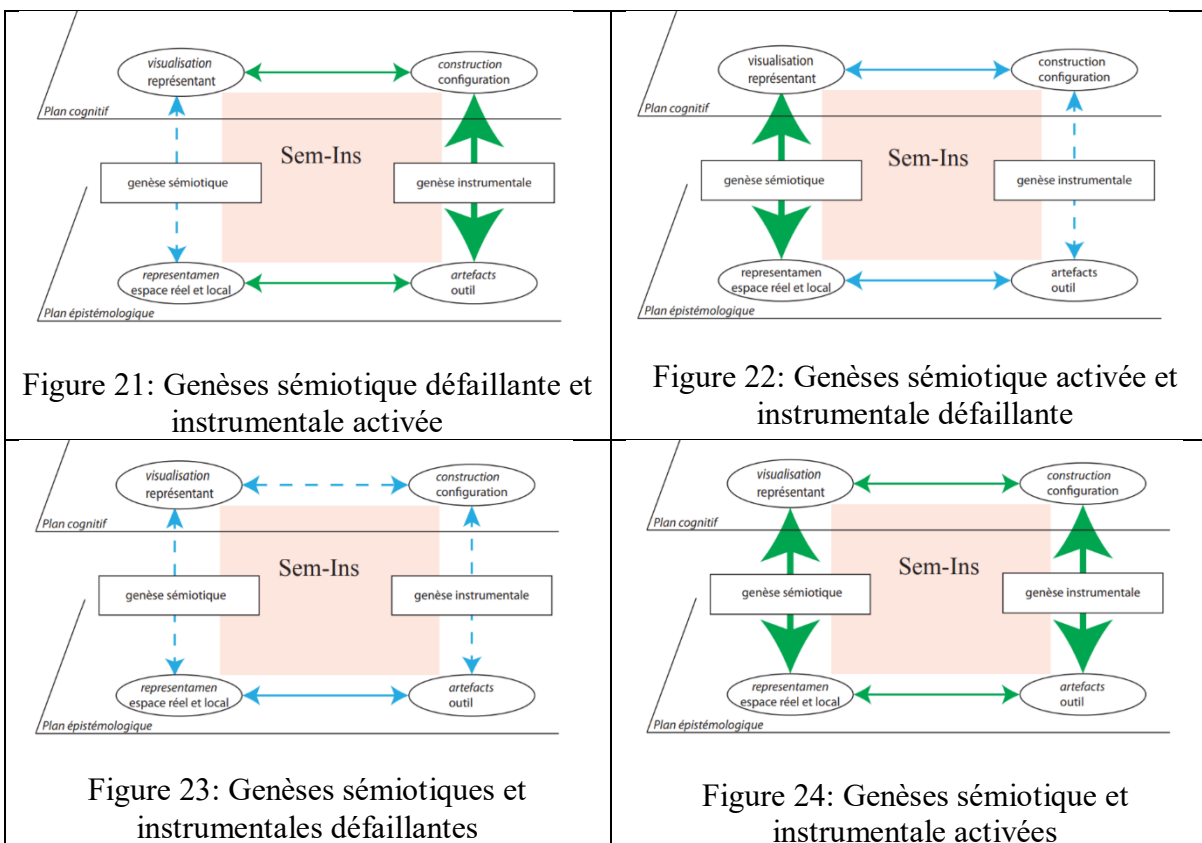 visualisation
représentant
construction
configuration
Plan cognitif
Sem-Ins
genèse sémiotique
genèse instrumentale
representamen
espace réel et local
artefacts
outil
Plan épistémologique
Figure 21: Genèses sémiotique défaillante et
instrumentale activée
visualisation
représentant
construction
configuration
Plan cognitif
Sem-Ins
genèse sémiotique
genèse instrumentale
representamen
espace réel et local
artefacts
outil
Plan épistémologique
Figure 22: Genèses sémiotique activée et
instrumentale défaillante
visualisation
représentant
construction
configuration
Plan cognitif
Sem-Ins
genèse sémiotique
genèse instrumentale
representamen
espace réel et local
artefacts
outil
Plan épistémologique
Figure 23: Genèses sémiotiques et
instrumentales défaillantes
visualisation
représentant
construction
configuration
Plan cognitif
Sem-Ins
genèse sémiotique
genèse instrumentale
representamen
espace réel et local
artefacts
outil
Plan épistémologique
Figure 24: Genèses sémiotique et
instrumentale activées